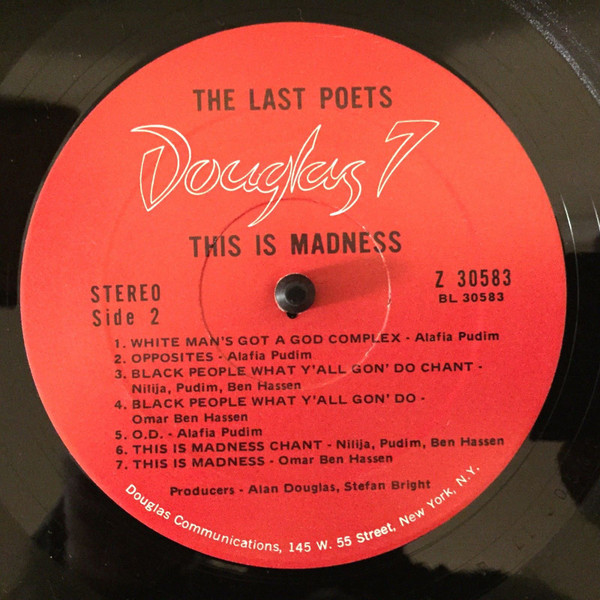 THE LAST POETS
Douglas 7
THIS IS MADNESS
STEREO
Side 2
Z 30583
BL 30583
1. WHITE MAN'S GOT A GOD COMPLEX - Alafia Pudim
2. OPPOSITES - Alafia Pudim
3. BLACK PEOPLE WHAT Y'ALL GON' DO CHANT -
Nilija, Pudim, Ben Hassen
4. BLACK PEOPLE WHAT Y'ALL GON' DO -
Omar Ben Hassen
5. O.D. - Alafia Pudim
6. THIS IS MADNESS CHANT - Nilija, Pudim, Ben Hassen
7. THIS IS MADNESS - Omar Ben Hassen
Producers - Alan Douglas, Stefan Bright
Douglas Communications, 145 W. 55 Street, New York, N.Y.